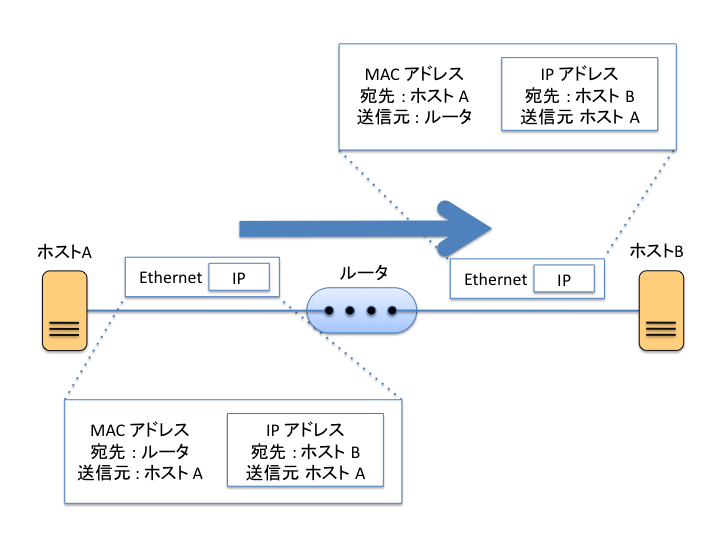 MAC アドレス
宛先 : ホスト A
送信元 : ルータ
IP アドレス
宛先 : ホスト B
送信元 ホスト A
ホストA
Ethernet
IP
ルータ
Ethernet
IP
ホストB
MAC アドレス
宛先 : ルータ
送信元 : ホスト A
IP アドレス
宛先 : ホスト B
送信元 ホスト A